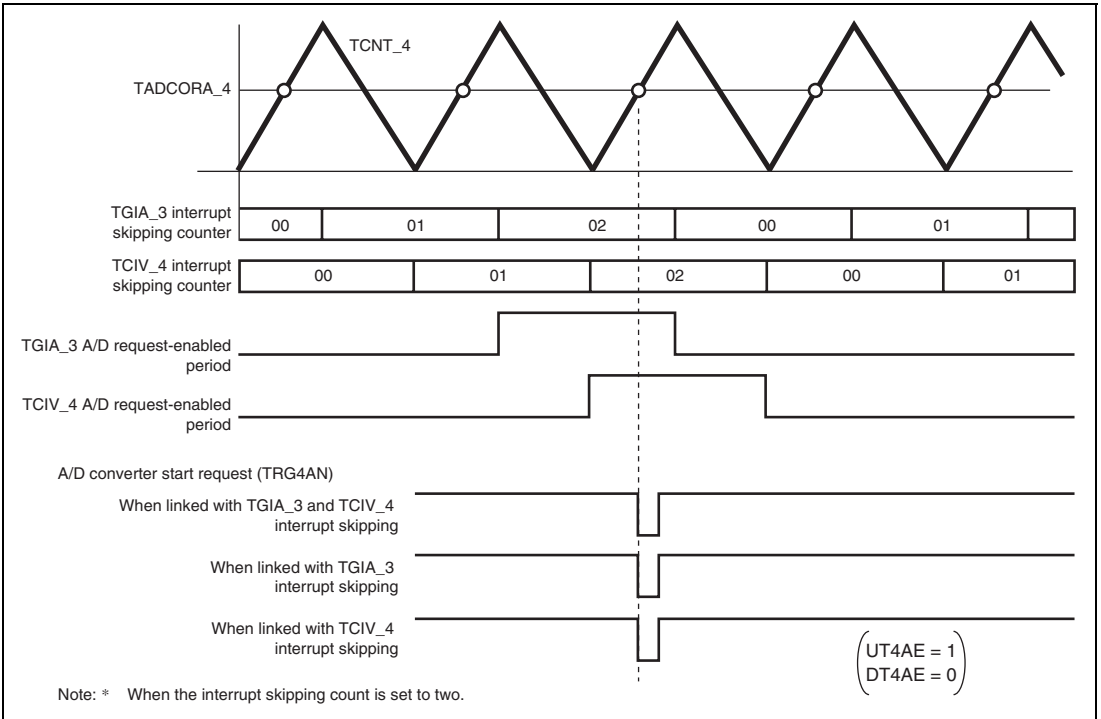 TCNT_4
TADCORA_4
TGIA_3 interrupt
skipping counter
00 01 02 00 01
TCIV_4 interrupt
skipping counter
00 01 02 00 01
TGIA_3 A/D request-enabled
period
TCIV_4 A/D request-enabled
period
A/D converter start request (TRG4AN)
When linked with TGIA_3 and TCIV_4
interrupt skipping
When linked with TGIA_3
interrupt skipping
When linked with TCIV_4
interrupt skipping
UT4AE = 1
DT4AE = 0
Note: * When the interrupt skipping count is set to two.